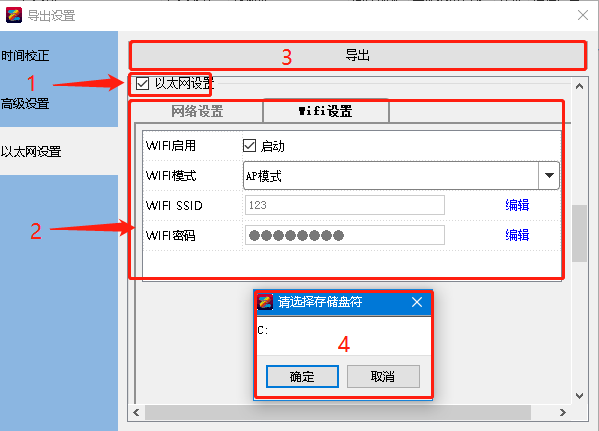 导出设置
时间校正
高级设置
以太网设置
3
导出
1
以太网设置
网络设置
Wifi设置
WIFI启用
启动
WIFI模式
AP模式
WIFI SSID
123
编辑
2
WIFI密码
●●●●●●●●
编辑
请选择存储盘符
C:
4
确定
取消